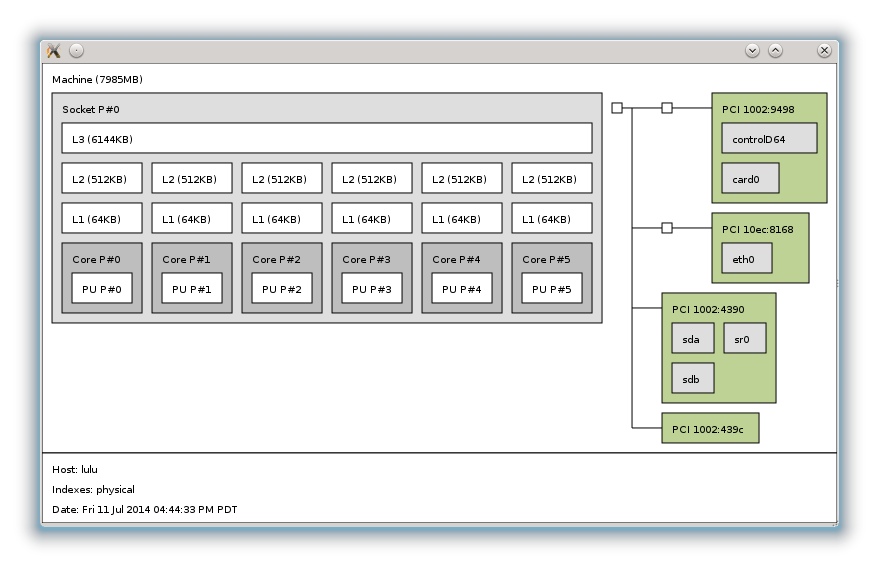 Machine (7985MB)
Socket P#0
L3 (6144KB)
L2 (512KB) L2 (512KB) L2 (512KB) L2 (512KB) L2 (512KB) L2 (512KB)
L1 (64KB) L1 (64KB) L1 (64KB) L1 (64KB) L1 (64KB) L1 (64KB)
Core P#0 Core P#1 Core P#2 Core P#3 Core P#4 Core P#5
PU P#0 PU P#1 PU P#2 PU P#3 PU P#4 PU P#5
PCI 1002:9498
controlD64
card0
PCI 10ec:8168
eth0
PCI 1002:4390
sda sr0
sdb
PCI 1002:439c
Host: lulu
Indexes: physical
Date: Fri 11 Jul 2014 04:44:33 PM PDT